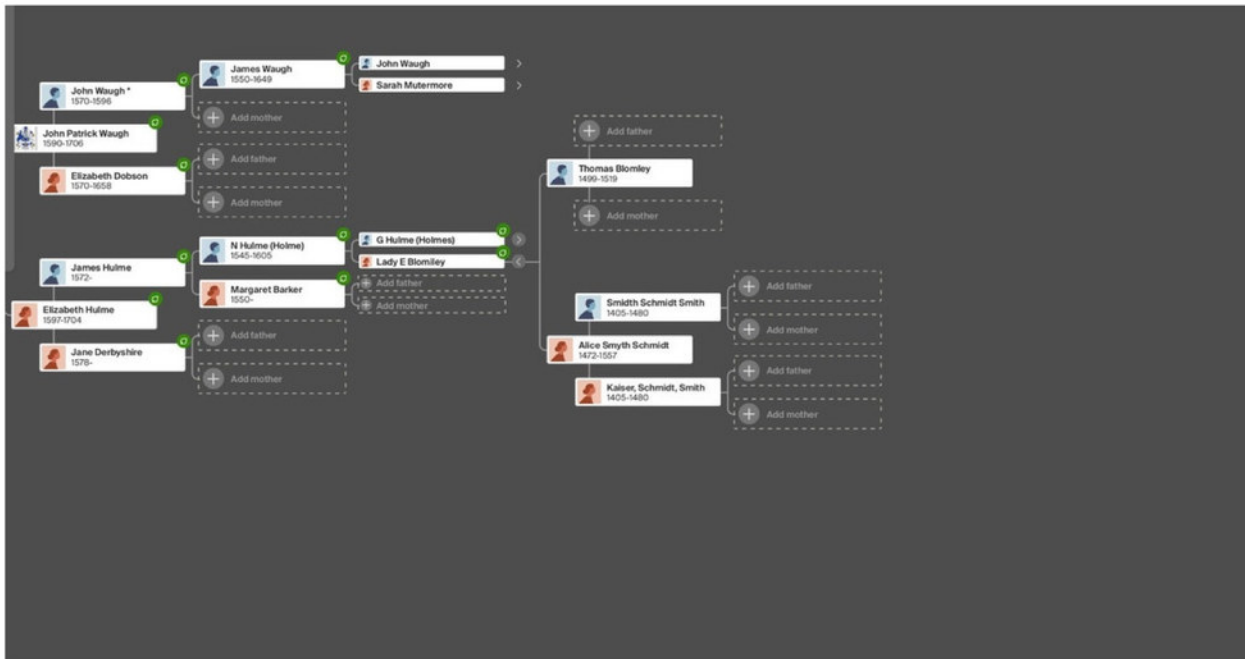 James Waugh
1550-1649
John Waugh
Sarah Mutermore
John Waugh *
1570-1596
Add mother
John Patrick Waugh
1590-1706
Add father
Elizabeth Dobson
1570-1658
Add mother
Add father
Thomas Blomley
1499-1519
Add mother
N Hulme (Holme)
1545-1605
G Hulme (Holmes)
Lady E Blomiley
James Hulme
1572-
Margaret Barker
1550-
Add father
Add mother
Elizabeth Hulme
1597-1704
Add father
Jane Derbyshire
1578-
Add mother
Smidth Schmidt Smith
1405-1480
Add father
Add mother
Alice Smyth Schmidt
1472-1557
Kaiser, Schmidt, Smith
1405-1480
Add father
Add mother